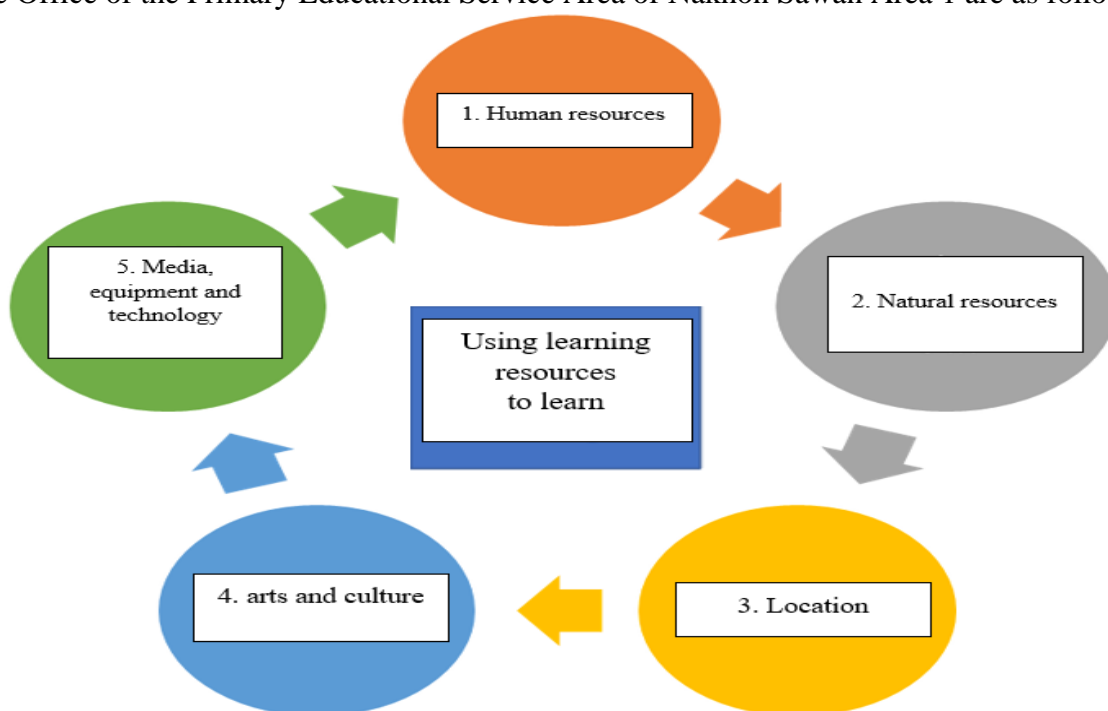 Office of the Primary Educational Service Area of Nakhon Sawan Area 1 are as
1. Human resources
2. Natural resources
3. Location
4. arts and culture
5. Media,
equipment and
technology
Using learning
resources
to learn